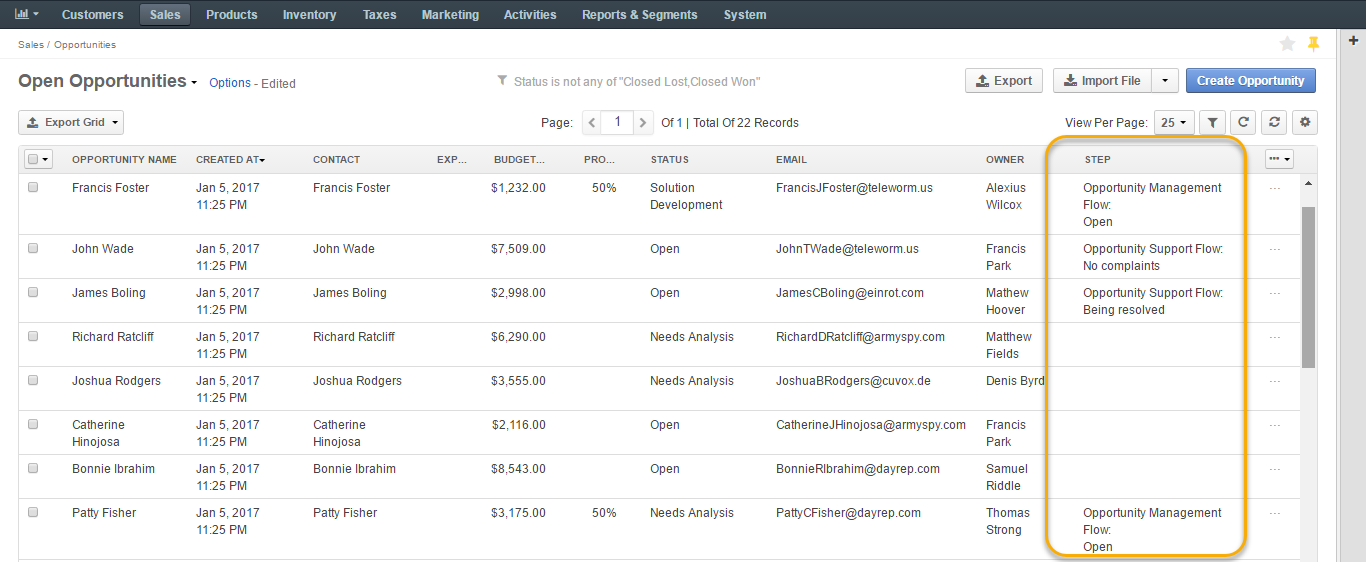 Customers Sales Products Inventory Taxes Marketing Activities Reports & Segments System
Sales / Opportunities
Open Opportunities Options - Edited Status is not any of "Closed Lost,Closed Won" Export Import File Create Opportunity
Export Grid Page: 1 Of 1 | Total Of 22 Records View Per Page: 25
OPPORTUNITY NAME CREATED AT CONTACT EXP... BUDGET... PRO... STATUS EMAIL OWNER STEP
Francis Foster Jan 5, 2017 Francis Foster $1,232.00 50% Solution FrancisJFoster@teleworm.us Alexius Opportunity Management ...
11:25 PM Development Wilcox Flow:
Open
John Wade Jan 5, 2017 John Wade $7,509.00 Open JohnTWade@teleworm.us Francis Opportunity Support Flow: ...
11:25 PM Park No complaints
James Boling Jan 5, 2017 James Boling $2,998.00 Open JamesCBoling@einrot.com Mathew Opportunity Support Flow: ...
11:25 PM Hoover Being resolved
Richard Ratcliff Jan 5, 2017 Richard Ratcliff $6,290.00 Needs Analysis RichardDRatcliff@armyspy.com Matthew ...
11:25 PM Fields
Joshua Rodgers Jan 5, 2017 Joshua Rodgers $3,555.00 Needs Analysis JoshuaBRodgers@cuvox.de Denis Byrd ...
11:25 PM
Catherine Jan 5, 2017 Catherine $2,116.00 Open CatherineJHinojosa@armyspy.com Francis ...
Hinojosa 11:25 PM Hinojosa Park
Bonnie Ibrahim Jan 5, 2017 Bonnie Ibrahim $8,543.00 Open BonnieRIbrahim@dayrep.com Samuel ...
11:25 PM Riddle
Patty Fisher Jan 5, 2017 Patty Fisher $3,175.00 50% Needs Analysis PattyCFisher@dayrep.com Thomas Opportunity Management ...
11:25 PM Strong Flow:
Open